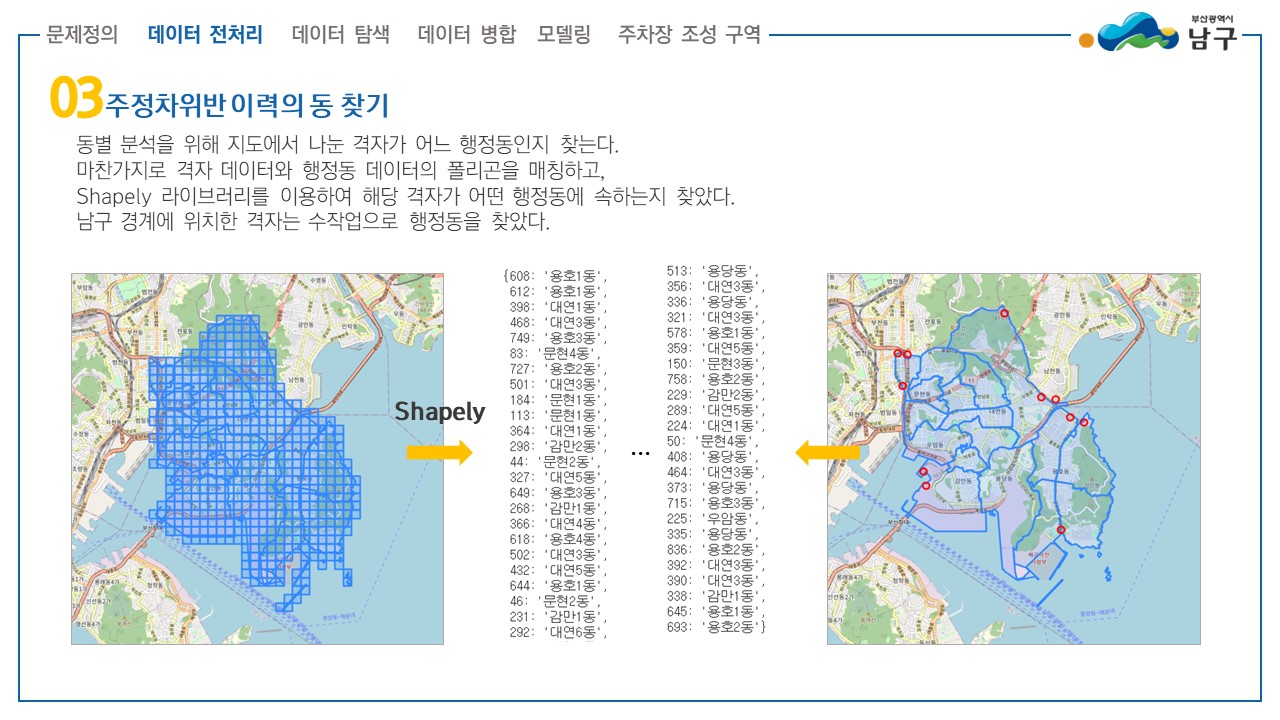 문제정의 데이터 전처리 데이터 탐색 데이터 병합 모델링 주차장 조성 구역
부산광역시
남구
03주정차위반 이력의 동 찾기
동별 분석을 위해 지도에서 나눈 격자가 어느 행정동인지 찾는다.
마찬가지로 격자 데이터와 행정동 데이터의 폴리곤을 매칭하고,
Shapely 라이브러리를 이용하여 해당 격자가 어떤 행정동에 속하는지 찾았다.
남구 경계에 위치한 격자는 수작업으로 행정동을 찾았다.
Shapely
{608: '용호1동',
612: '용호1동',
398: '대연1동',
468: '대연3동',
749: '용호3동',
83: '문현4동',
727: '용호2동',
501: '대연3동',
184: '문현1동',
113: '문현1동',
364: '대연1동',
298: '감만2동',
44: '문현2동',
327: '대연5동',
649: '용호3동',
268: '감만1동',
366: '대연4동',
618: '용호4동',
502: '대연3동',
432: '대연5동',
644: '용호1동',
46: '문현2동',
231: '감만1동',
292: '대연6동',
...
513: '용당동',
356: '대연3동',
336: '용당동',
321: '대연3동',
578: '용호1동',
359: '대연5동',
150: '문현3동',
758: '용호2동',
229: '감만2동',
289: '대연5동',
224: '대연1동',
50: '문현4동',
408: '용당동',
464: '대연3동',
373: '용당동',
715: '용호3동',
225: '우암동',
335: '용당동',
836: '용호2동',
392: '대연3동',
390: '대연3동',
338: '감만1동',
645: '용호1동',
693: '용호2동'}